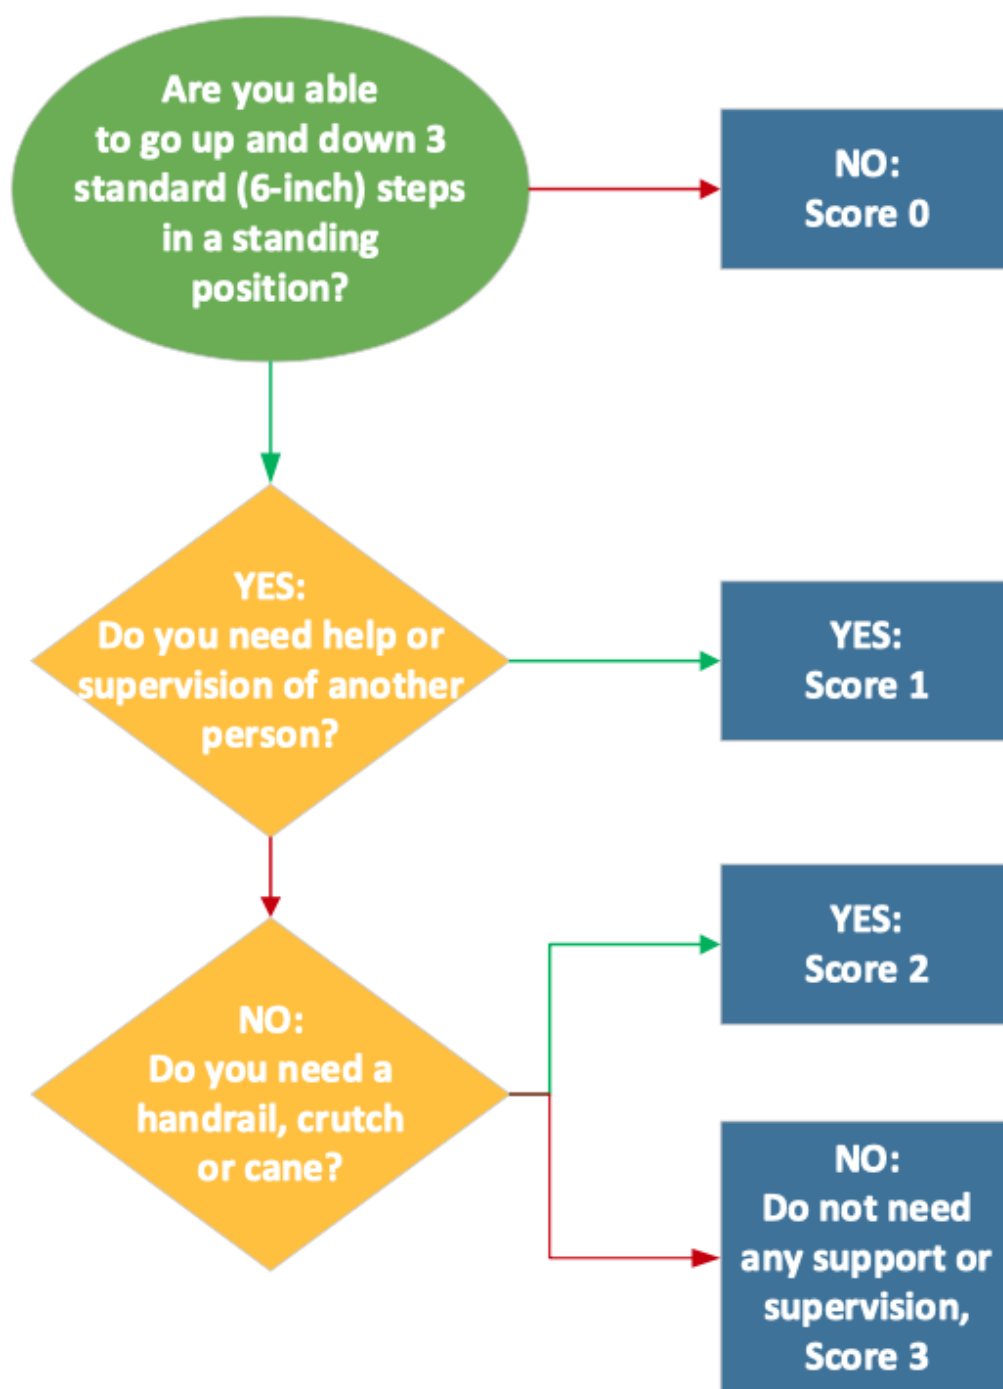 Are you able
to go up and down 3
standard (6-inch) steps
in a standing
position?
NO:
Score 0
YES:
Do you need help or
supervision of another
person?
YES:
Score 1
NO:
Do you need a
handrail, crutch
or cane?
YES:
Score 2
NO:
Do not need
any support or
supervision,
Score 3